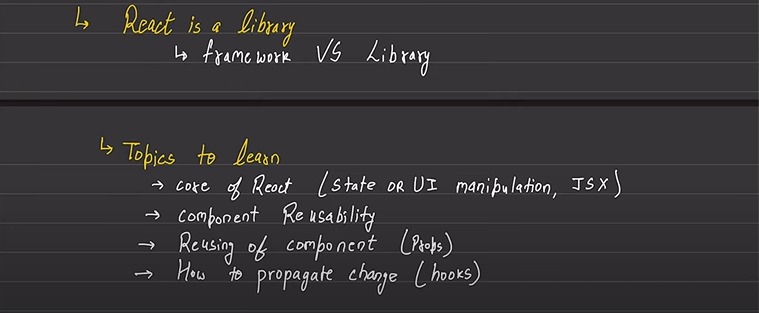 ↳ React is a library
↳ framework VS Library
↳ Topics to learn
→ core of React (state OR UI manipulation, JSX)
→ component Reusability
→ Reusing of component (Props)
→ How to propagate change (hooks)